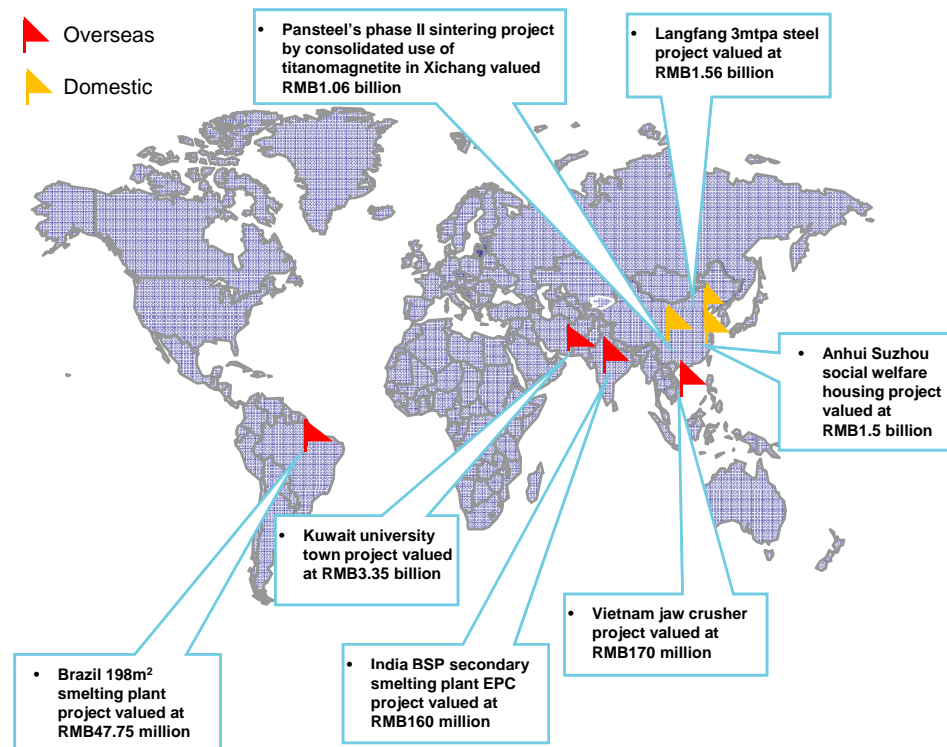 Overseas
Domestic
• Pansteel's phase II sintering project
by consolidated use of
titanomagnetite in Xichang valued
RMB1.06 billion
• Langfang 3mtpa steel
project valued at
RMB1.56 billion
• Anhui Suzhou
social welfare
housing project
valued at
RMB1.5 billion
• Kuwait university
town project valued
at RMB3.35 billion
• Vietnam jaw crusher
project valued at
RMB170 million
• India BSP secondary
smelting plant EPC
project valued at
RMB160 million
• Brazil 198m²
smelting plant
project valued at
RMB47.75 million